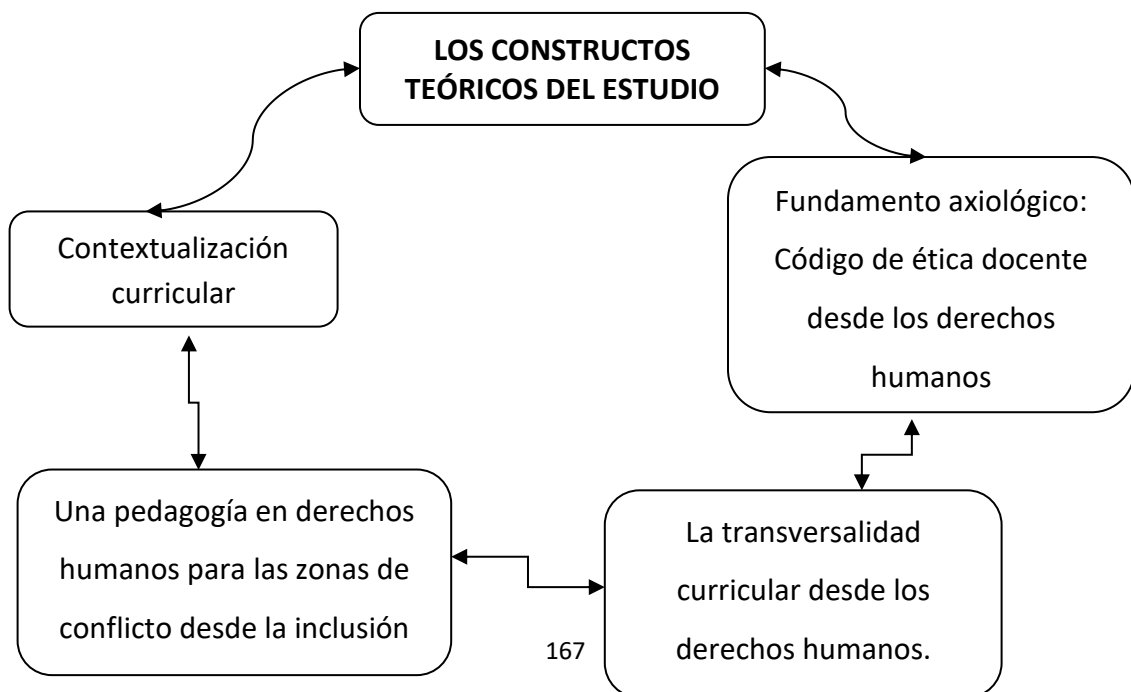 LOS CONSTRUCTOS
TEÓRICOS DEL ESTUDIO
Contextualización
curricular
Fundamento axiológico:
Código de ética docente
desde los derechos
humanos
Una pedagogía en derechos
humanos para las zonas de
conflicto desde la inclusión
La transversalidad
curricular desde los
derechos humanos.
167